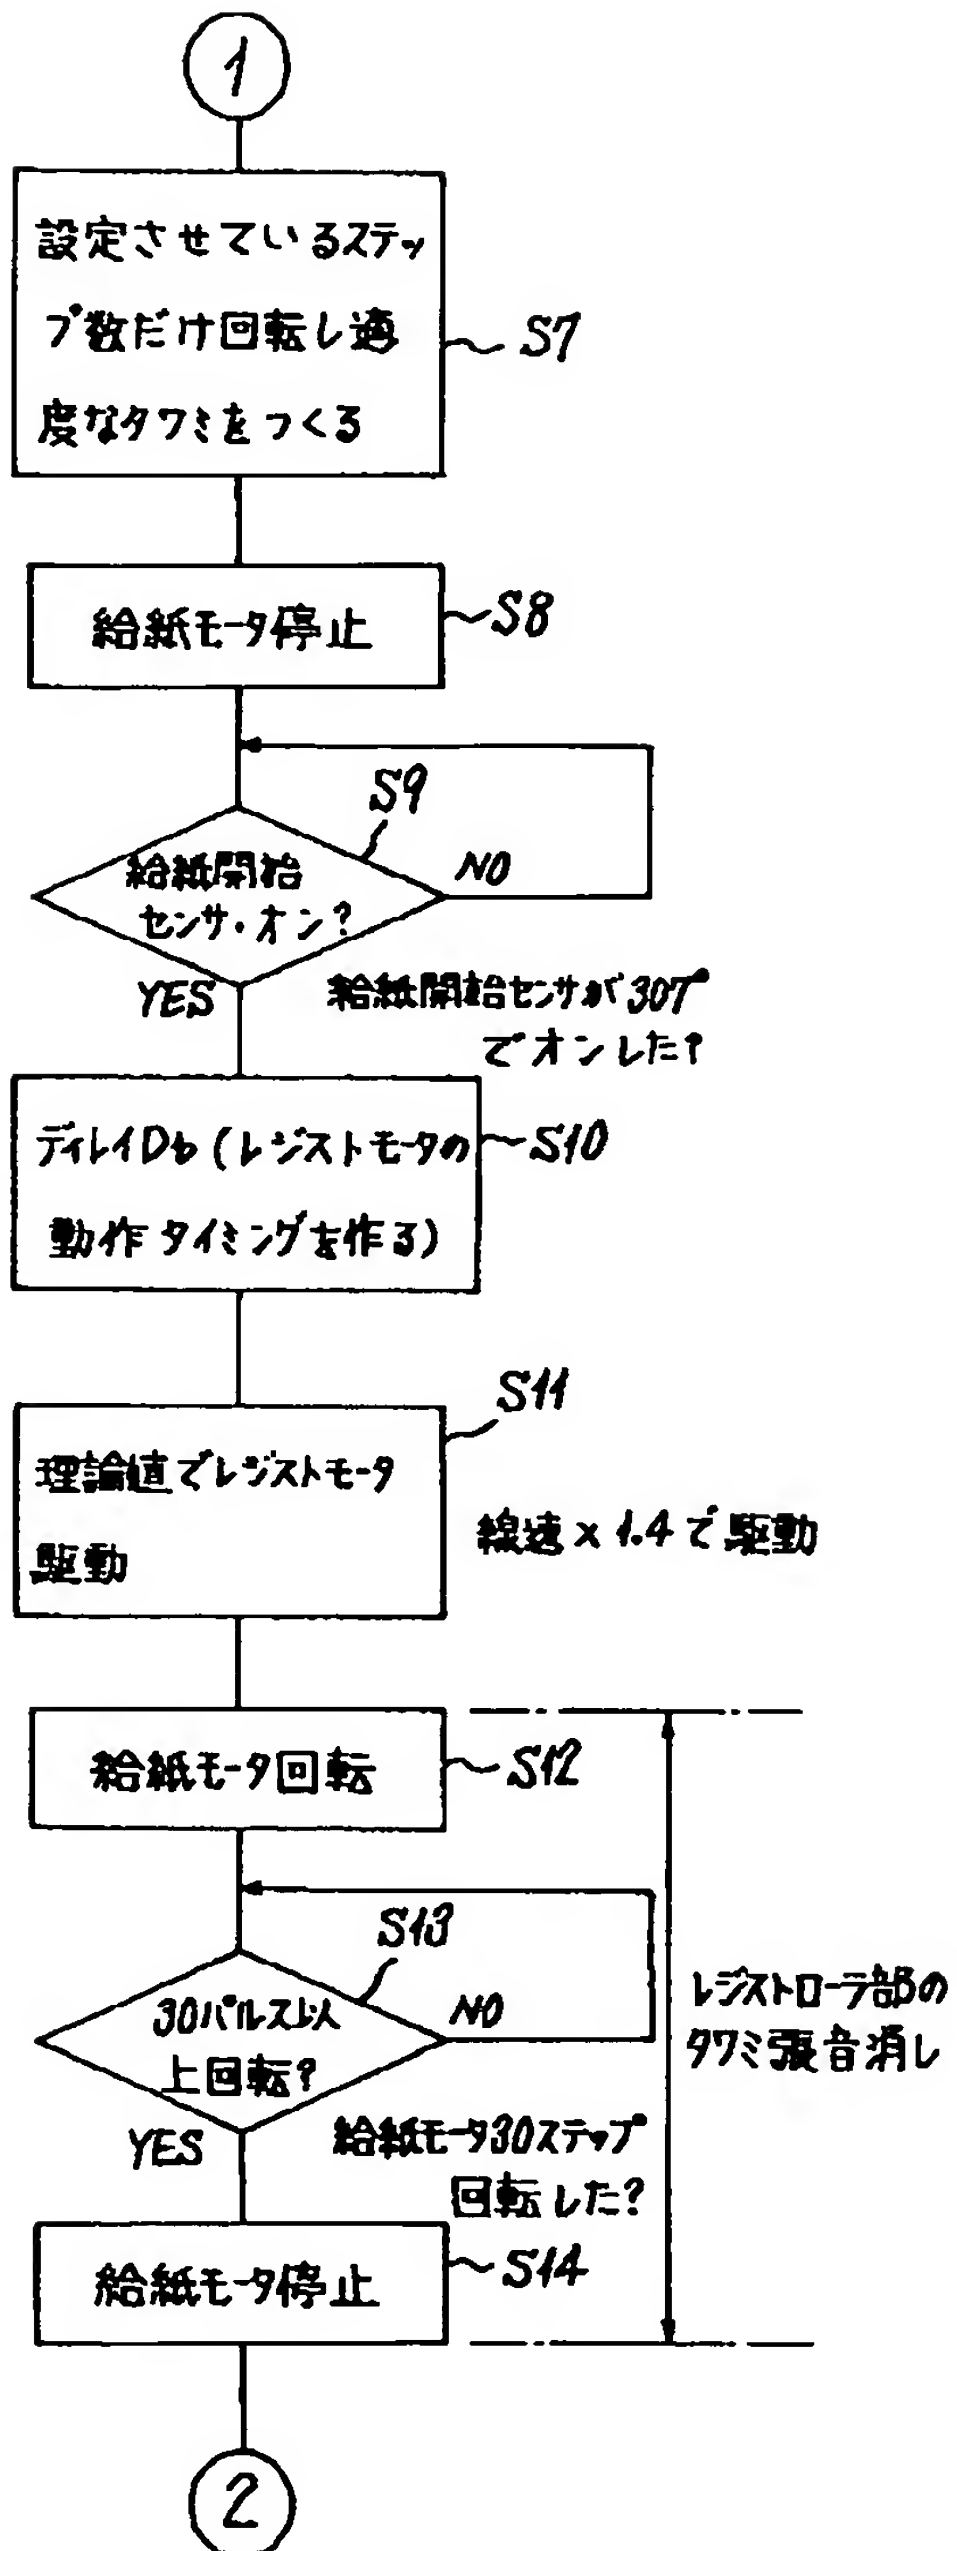 1
設定させているステッ
プ数だけ回転し適
度なタワミをつくる
S7
給紙モータ停止
S8
S9
給紙開始
センサ・オン?
NO
YES
給紙開始センサが307°
でオンした?
ディレイDb(レジストモータの
動作タイミングを作る)
S10
S11
理論値でレジストモータ
駆動
線速×1.4で駆動
給紙モータ回転
S12
S13
30パルス以
上回転?
NO
YES
給紙モータ30ステップ
回転した?
レジストローラ部の
タワミ張音消し
給紙モータ停止
S14
2